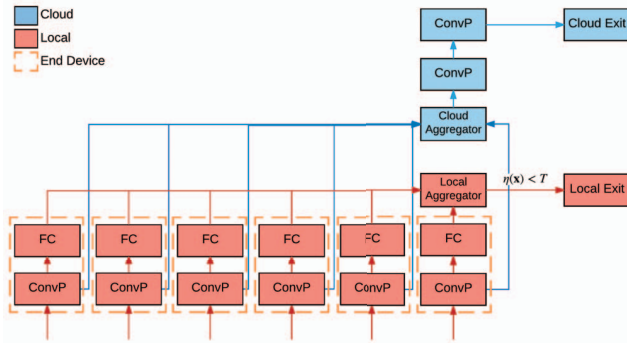 Cloud
Local
End Device
ConvP
Cloud Exit
ConvP
Cloud
Aggregator
Local
Aggregator
η(x) < T
Local Exit
FC
FC
FC
FC
FC
FC
ConvP
ConvP
ConvP
ConvP
ConvP
ConvP